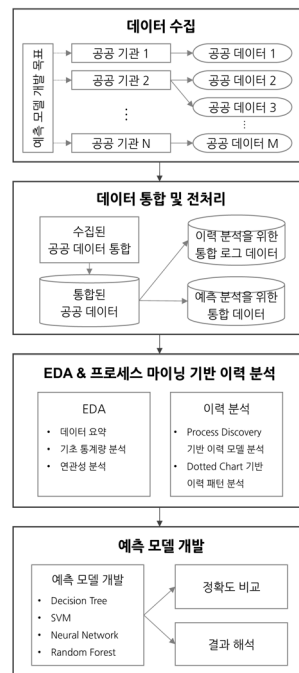 데이터 수집
예측 모델 개발 목표
공공 기관 1
공공 데이터 1
공공 기관 2
공공 데이터 2
공공 데이터 3
⋮
...
공공 기관 N
공공 데이터 M
데이터 통합 및 전처리
수집된
공공 데이터 통합
이력 분석을 위한
통합 로그 데이터
통합된
공공 데이터
예측 분석을 위한
통합 데이터
EDA & 프로세스 마이닝 기반 이력 분석
EDA
• 데이터 요약
• 기초 통계량 분석
• 연관성 분석
이력 분석
• Process Discovery
기반 이력 모델 분석
• Dotted Chart 기반
이력 패턴 분석
예측 모델 개발
예측 모델 개발
• Decision Tree
• SVM
• Neural Network
• Random Forest
정확도 비교
결과 해석